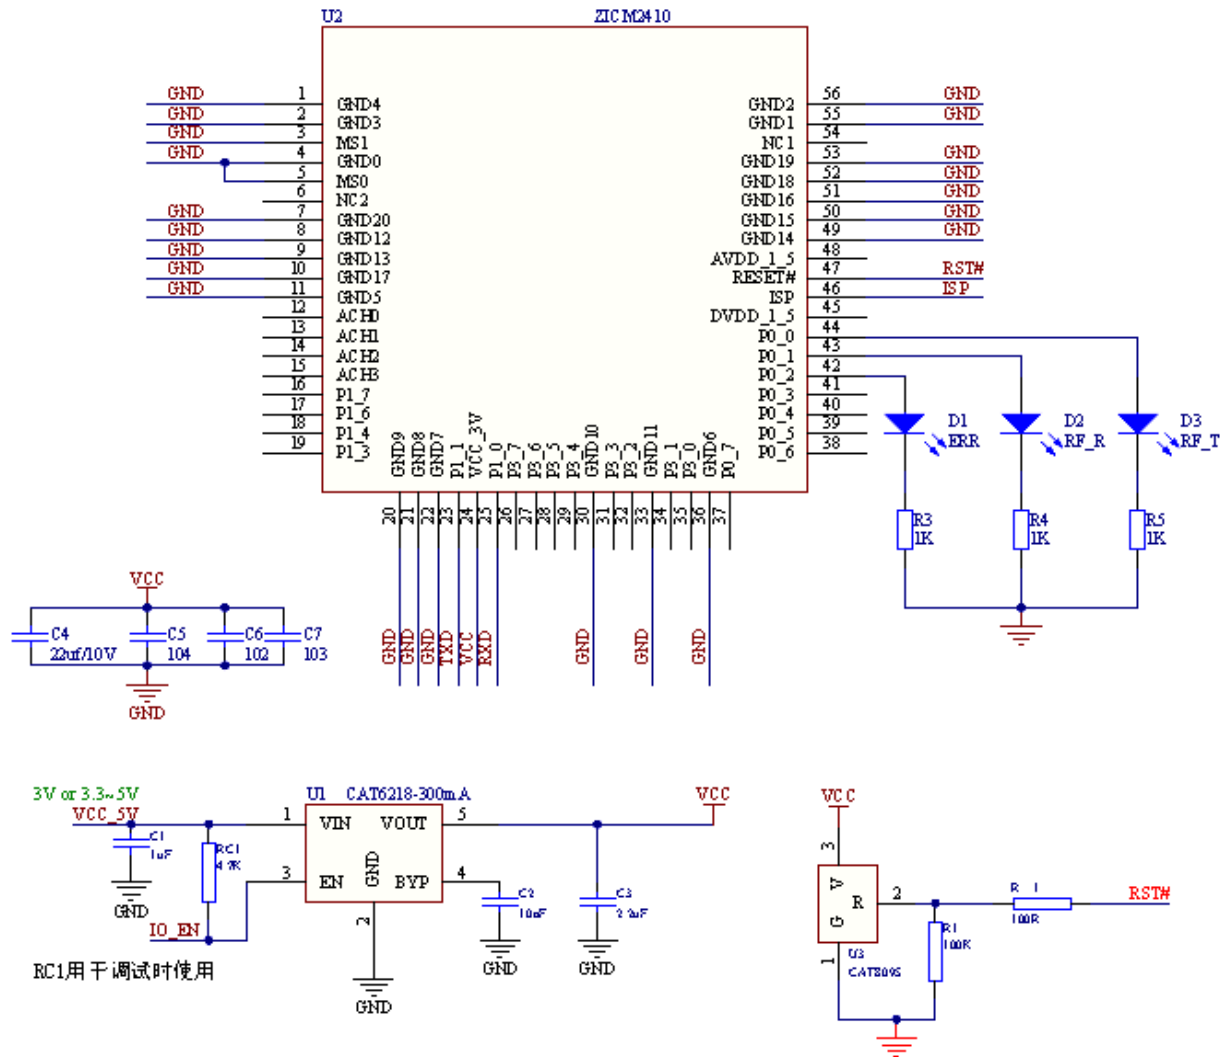 U2 ZICM2410
GND 1 GND4
GND 2 GND3
GND 3 MS1
GND 4 GND0
5 MS0
6 NC2
GND 7 GND20
GND 8 GND12
GND 9 GND13
GND 10 GND17
GND 11 GND5
12 ACH0
13 ACH1
14 ACH2
15 ACH3
16 P1_7
17 P1_6
18 P1_4
19 P1_3
GND2 56 GND
GND1 55 GND
NC1 54
GND19 53 GND
GND18 52 GND
GND16 51 GND
GND15 50 GND
GND14 49 GND
AVDD_1_5 48
RESET# 47 RST#
ISP 46 ISP
DVDD_1_5 45
P0_0 44
P0_1 43
P0_2 42
P0_3 41
P0_4 40
P0_5 39
P0_6 38
GND9 20 GND
GND8 21 GND
GND7 22 GND
P1_1 23 TXD
VCC_3V 24 VCC
P1_0 25 RXD
P3_7 26
P3_6 27
P3_5 28
P3_4 29
GND10 30 GND
P3_3 31
P3_2 32
GND11 33 GND
P3_1 34
P3_0 35
GND6 36 GND
P0_7 37
D1 D2 D3
ERR RF_R RF_T
R3 R4 R5
1K 1K 1K
VCC
C4 C5 C6 C7
22uf/10V 104 102 103
GND
3V or 3.3~5V
VCC_5V
C1
1uF
GND
RC1
4.7K
IO_EN
RC1用于调试时使用
U1 CAT6218-300mA
1 VIN VOUT 5
3 EN GND BYP 4
2
GND
VCC
C2
10nF
GND
C3
2.2uF
GND
VCC
3
V
R 2
G
1
U3
CAT809S
R1
100K
100R
RST#